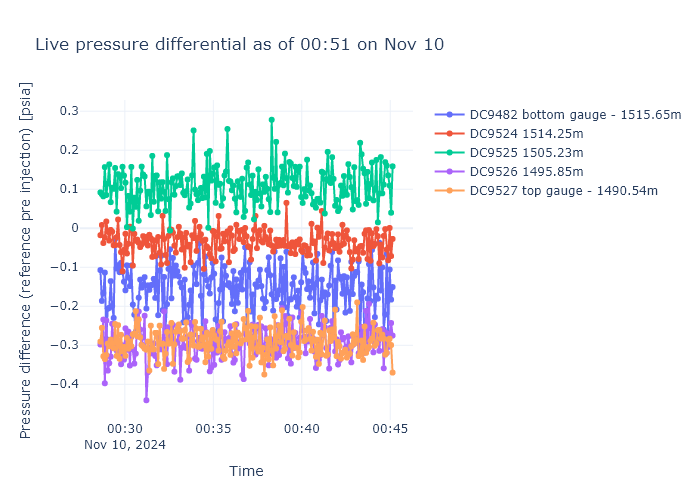 Live pressure differential as of 00:51 on Nov 10
Pressure difference (reference pre injection) [psia]
0.3
0.2
0.1
0
−0.1
−0.2
−0.3
−0.4
00:30
00:35
00:40
00:45
Nov 10, 2024
Time
DC9482 bottom gauge - 1515.65m
DC9524 1514.25m
DC9525 1505.23m
DC9526 1495.85m
DC9527 top gauge - 1490.54m